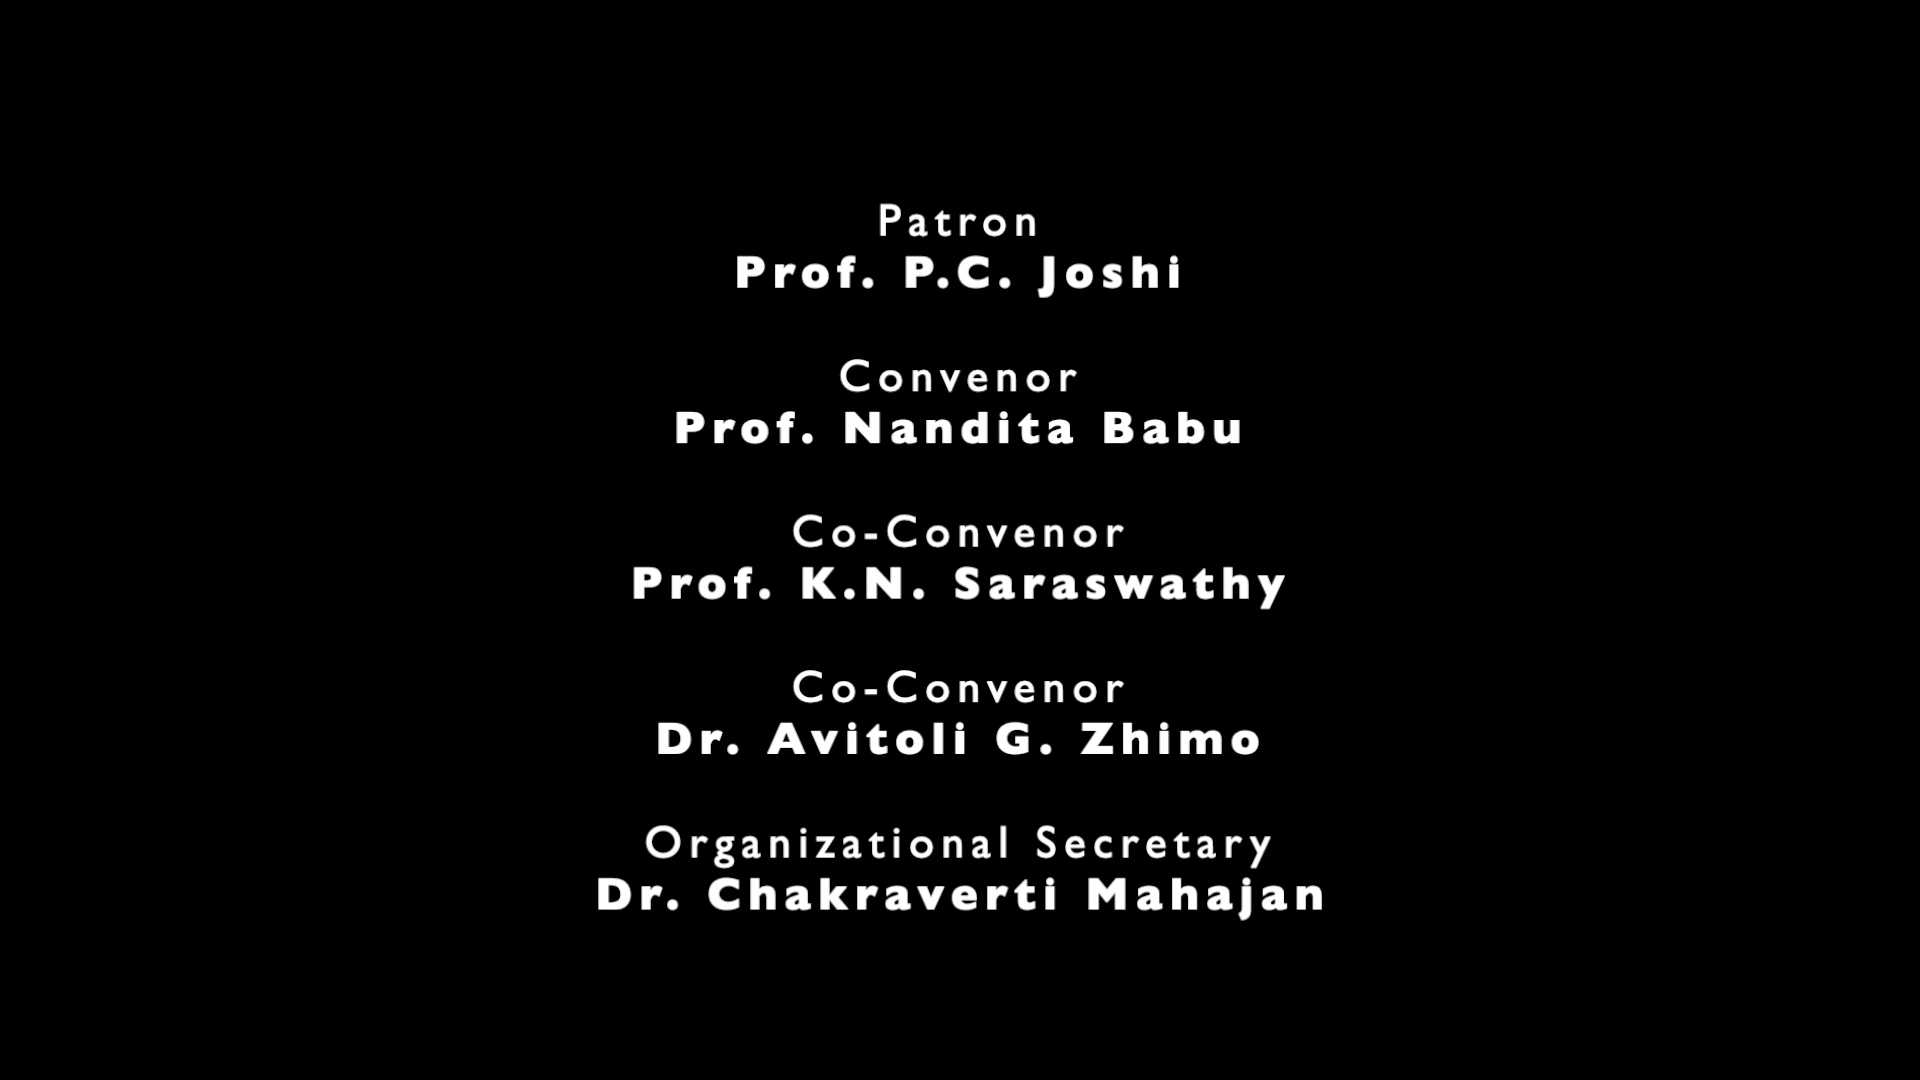 Patron
Prof. P.C. Joshi
Convenor
Prof. Nandita Babu
Co-Convenor
Prof. K.N. Saraswathy
Co-Convenor
Dr. Avitoli G. Zhimo
Organizational Secretary
Dr. Chakraverti Mahajan